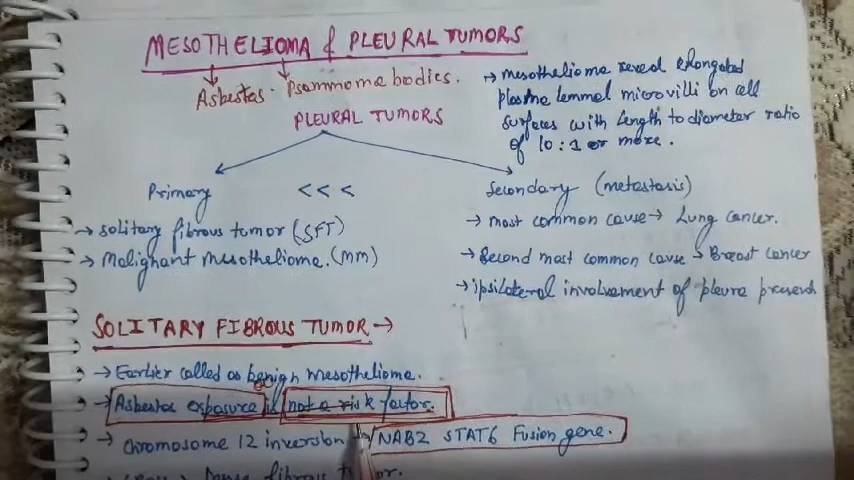 MESOTHELIOMA & PLEURAL TUMORS
Asbestas. Psammoma bodies.
→ mesothelioma reveal elongated
plasma lemmal microvilli on cell
surfaces with length to diameter ratio
of 10:1 or more.
PLEURAL TUMORS
Primary <<< Secondary (metastasis)
→ Solitary fibrous tumor (SFT)
→ Malignant mesothelioma. (MM)
→ most common cause → Lung cancer.
→ Second most common cause → Breast cancer
→ ipsilateral involvement of pleura present
SOLITARY FIBROUS TUMOR →
→ Earlier called as benign mesothelioma.
→ Asbestos exposure is not a risk factor.
→ chromosome 12 inversion NAB2 STAT6 Fusion gene.